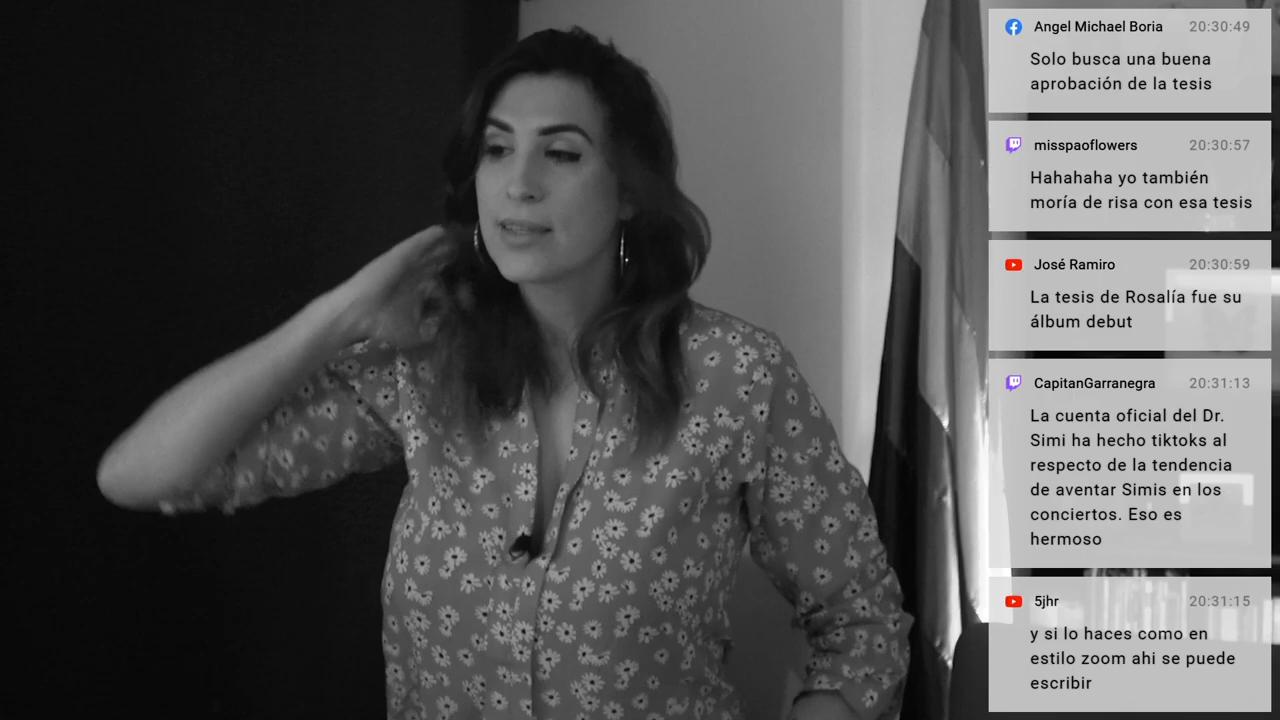 Angel Michael Boria 20:30:49
Solo busca una buena
aprobación de la tesis
misspaoflowers 20:30:57
Hahahaha yo también
moría de risa con esa tesis
José Ramiro 20:30:59
La tesis de Rosalía fue su
álbum debut
CapitanGarranegra 20:31:13
La cuenta oficial del Dr.
Simi ha hecho tiktoks al
respecto de la tendencia
de aventar Simis en los
conciertos. Eso es
hermoso
5jhr 20:31:15
y si lo haces como en
estilo zoom ahi se puede
escribir